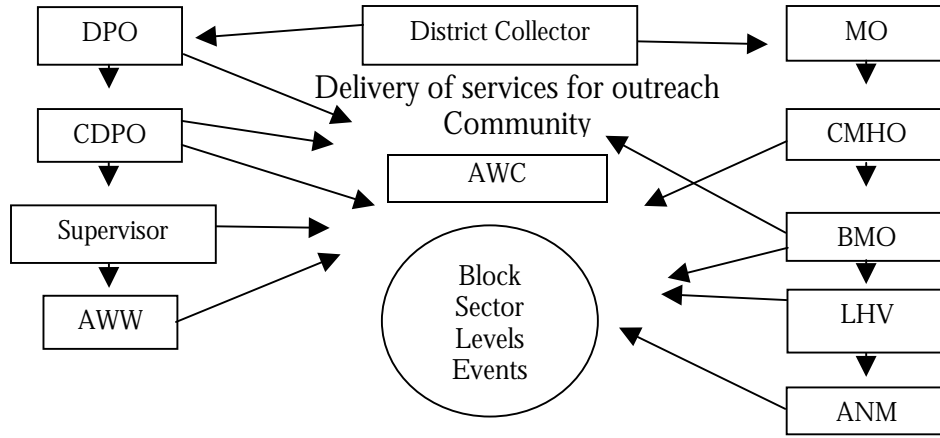 DPO
District Collector
MO
Delivery of services for outreach
Community
CDPO
CMHO
AWC
Supervisor
BMO
Block
Sector
Levels
Events
AWW
LHV
ANM